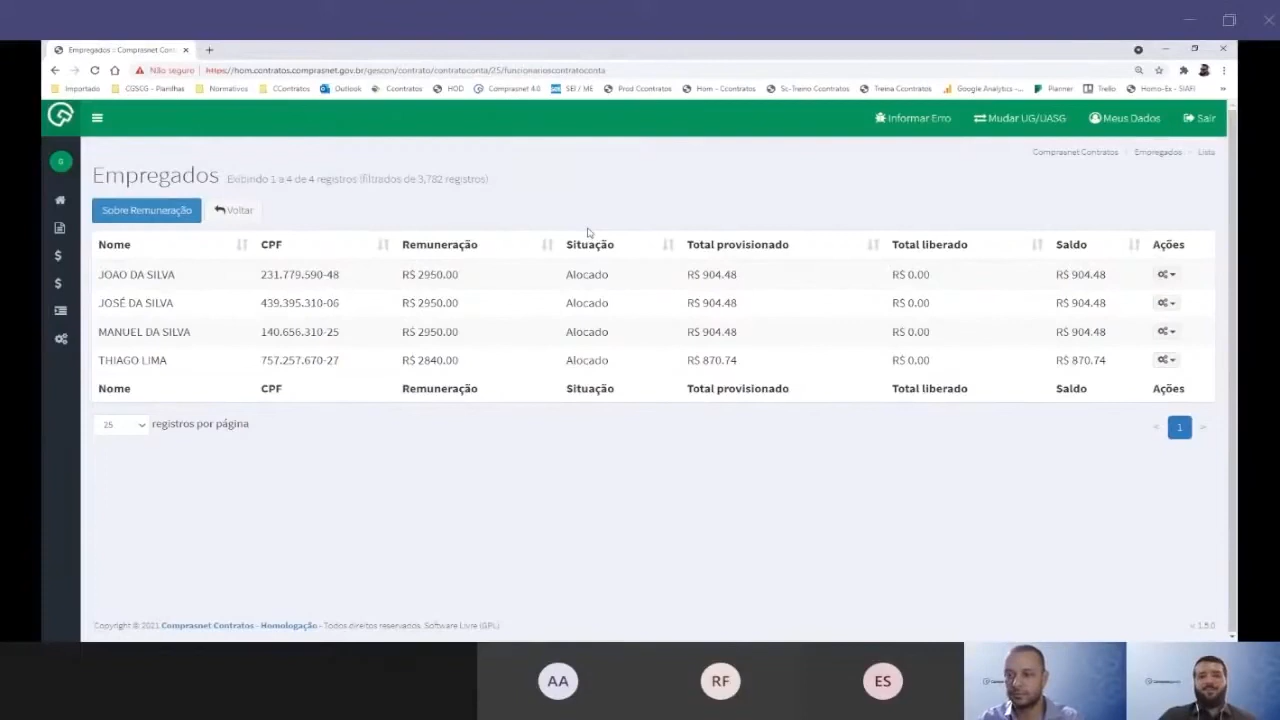 Empregados :: Comprasnet Cont...
Não seguro https://hom.contratos.comprasnet.gov.br/gescon/contrato/contratoconta/25/funcionarioscontratoconta
Importado CGSCG - Planilhas Normativos CContratos Outlook Ccontratos HOD Comprasnet 4.0 SEI / ME Prod Ccontratos Hom - Ccontratos Sc-Treino Ccontratos Treina Ccontratos Google Analytics -... Planner Trello Homo-Ex - SIAFI
Informar Erro Mudar UG/UASG Meus Dados Sair
G
Comprasnet Contratos Empregados Lista
Empregados Exibindo 1 a 4 de 4 registros (filtrados de 3,782 registros)
Sobre Remuneração Voltar
Nome CPF Remuneração Situação Total provisionado Total liberado Saldo Ações
JOAO DA SILVA 231.779.590-48 R$ 2950.00 Alocado R$ 904.48 R$ 0.00 R$ 904.48
JOSÉ DA SILVA 439.395.310-06 R$ 2950.00 Alocado R$ 904.48 R$ 0.00 R$ 904.48
MANUEL DA SILVA 140.656.310-25 R$ 2950.00 Alocado R$ 904.48 R$ 0.00 R$ 904.48
THIAGO LIMA 757.257.670-27 R$ 2840.00 Alocado R$ 870.74 R$ 0.00 R$ 870.74
Nome CPF Remuneração Situação Total provisionado Total liberado Saldo Ações
25 registros por página
< 1 >
Copyright © 2021 Comprasnet Contratos - Homologação - Todos direitos reservados. Software Livre (GPL).
v. 1.5.0
AA RF ES